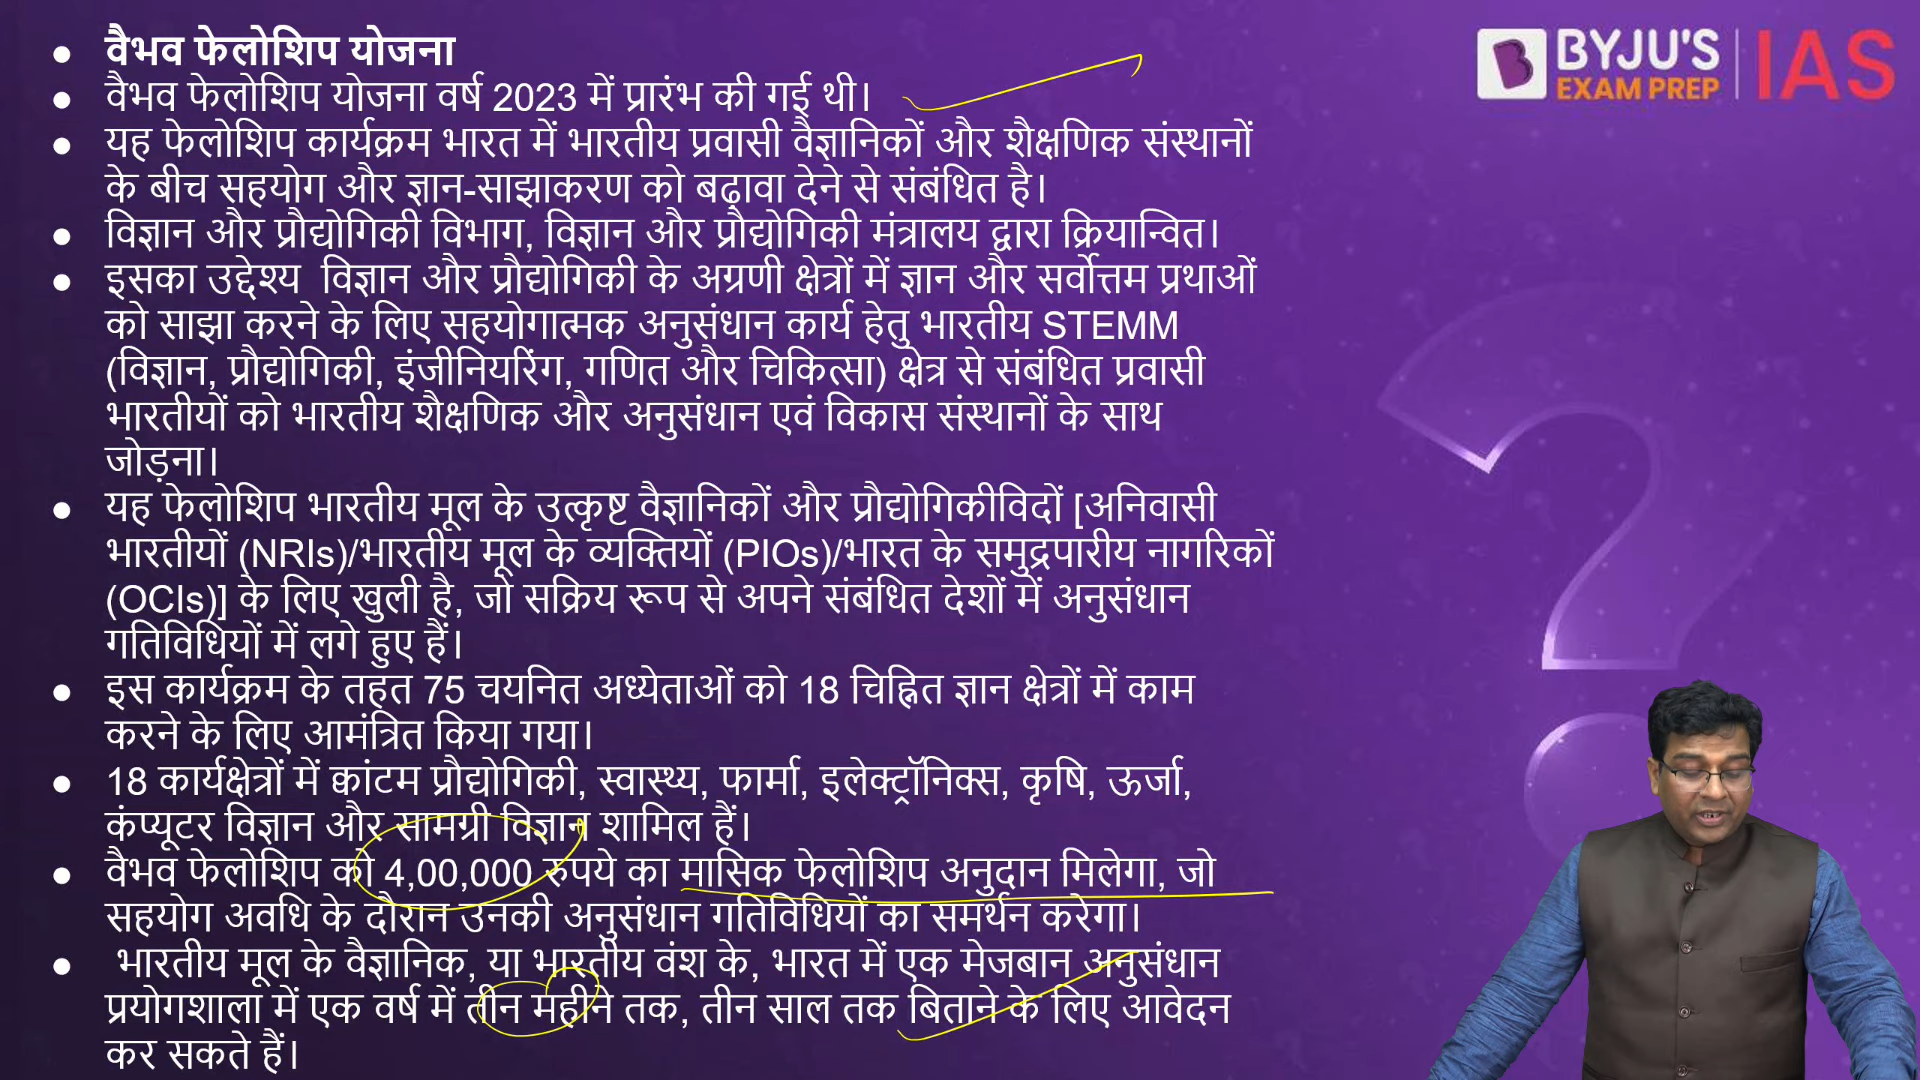 वैभव फेलोशिप योजना
वैभव फेलोशिप योजना वर्ष 2023 में प्रारंभ की गई थी।
यह फेलोशिप कार्यक्रम भारत में भारतीय प्रवासी वैज्ञानिकों और शैक्षणिक संस्थानों
के बीच सहयोग और ज्ञान-साझाकरण को बढ़ावा देने से संबंधित है।
विज्ञान और प्रौद्योगिकी विभाग, विज्ञान और प्रौद्योगिकी मंत्रालय द्वारा क्रियान्वित।
इसका उद्देश्य विज्ञान और प्रौद्योगिकी के अग्रणी क्षेत्रों में ज्ञान और सर्वोत्तम प्रथाओं
को साझा करने के लिए सहयोगात्मक अनुसंधान कार्य हेतु भारतीय STEMM
(विज्ञान, प्रौद्योगिकी, इंजीनियरिंग, गणित और चिकित्सा) क्षेत्र से संबंधित प्रवासी
भारतीयों को भारतीय शैक्षणिक और अनुसंधान एवं विकास संस्थानों के साथ
जोड़ना।
यह फेलोशिप भारतीय मूल के उत्कृष्ट वैज्ञानिकों और प्रौद्योगिकीविदों [अनिवासी
भारतीयों (NRIs)/भारतीय मूल के व्यक्तियों (PIOs)/भारत के समुद्रपारीय नागरिकों
(OCIs)] के लिए खुली है, जो सक्रिय रूप से अपने संबंधित देशों में अनुसंधान
गतिविधियों में लगे हुए हैं।
इस कार्यक्रम के तहत 75 चयनित अध्येताओं को 18 चिह्नित ज्ञान क्षेत्रों में काम
करने के लिए आमंत्रित किया गया।
18 कार्यक्षेत्रों में क्वांटम प्रौद्योगिकी, स्वास्थ्य, फार्मा, इलेक्ट्रॉनिक्स, कृषि, ऊर्जा,
कंप्यूटर विज्ञान और सामग्री विज्ञान शामिल हैं।
वैभव फेलोशिप को 4,00,000 रुपये का मासिक फेलोशिप अनुदान मिलेगा, जो
सहयोग अवधि के दौरान उनकी अनुसंधान गतिविधियों का समर्थन करेगा।
भारतीय मूल के वैज्ञानिक, या भारतीय वंश के, भारत में एक मेजबान अनुसंधान
प्रयोगशाला में एक वर्ष में तीन महीने तक, तीन साल तक बिताने के लिए आवेदन
कर सकते हैं।
BYJU'S
EXAM PREP
IAS